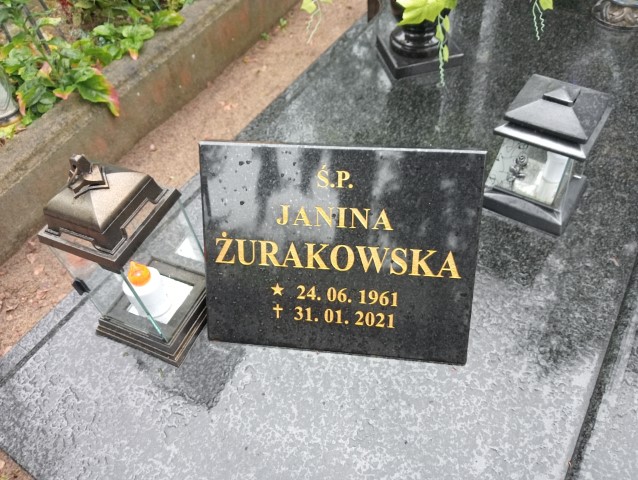 Ś.P.
JANINA
ŻURAKOWSKA
★ 24. 06. 1961
✝ 31. 01. 2021